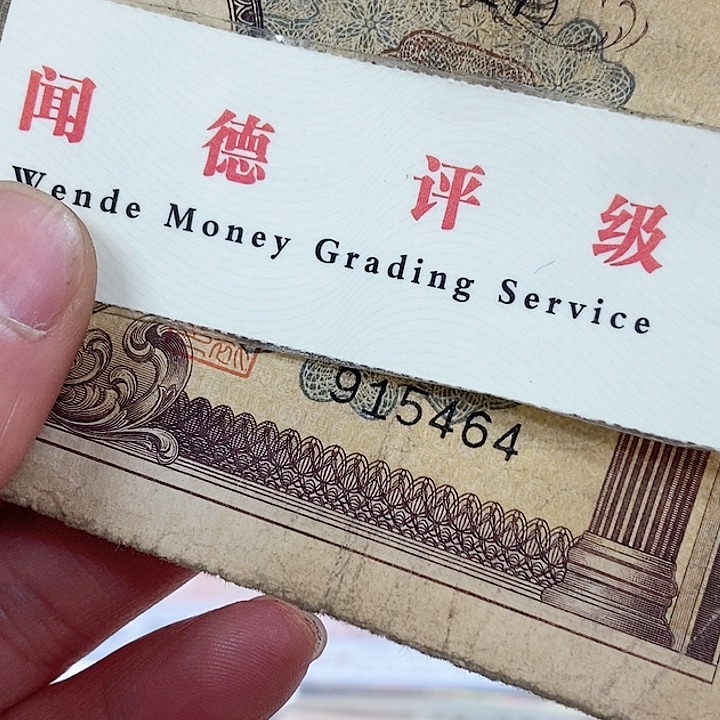 闻德评级
Wende Money Grading Service
915464